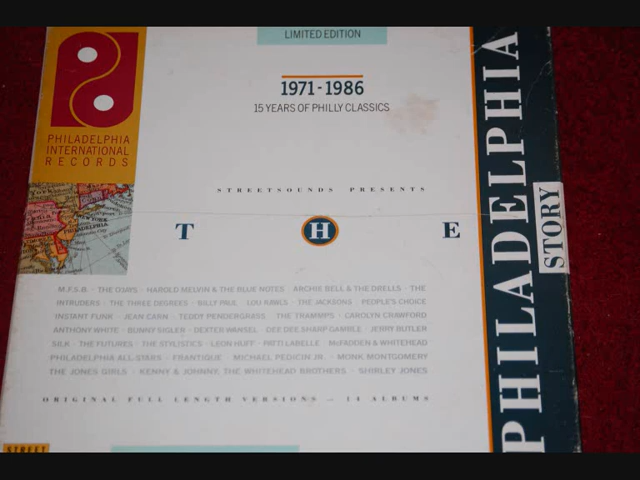 LIMITED EDITION
1971-1986
15 YEARS OF PHILLY CLASSICS
PHILADELPHIA
INTERNATIONAL
RECORDS
STREETSOUNDS PRESENTS
T H E
PHILADELPHIA
STORY
NEW YORK
PHILADELPHIA
M.F.S.B. · THE O'JAYS · HAROLD MELVIN & THE BLUE NOTES · ARCHIE BELL & THE DRELLS · THE
INTRUDERS · THE THREE DEGREES · BILLY PAUL · LOU RAWLS · THE JACKSONS · PEOPLE'S CHOICE
INSTANT FUNK · JEAN CARN · TEDDY PENDERGRASS · THE TRAMMPS · CAROLYN CRAWFORD
ANTHONY WHITE · BUNNY SIGLER · DEXTER WANSEL · DEE DEE SHARP GAMBLE · JERRY BUTLER
SILK · THE FUTURES · THE STYLISTICS · LEON HUFF · PATTI LABELLE · McFADDEN & WHITEHEAD
PHILADELPHIA ALL-STARS · FRANTIQUE · MICHAEL PEDICIN JR. · MONK MONTGOMERY
THE JONES GIRLS · KENNY & JOHNNY, THE WHITEHEAD BROTHERS · SHIRLEY JONES
ORIGINAL FULL LENGTH VERSIONS – 14 ALBUMS
STREET